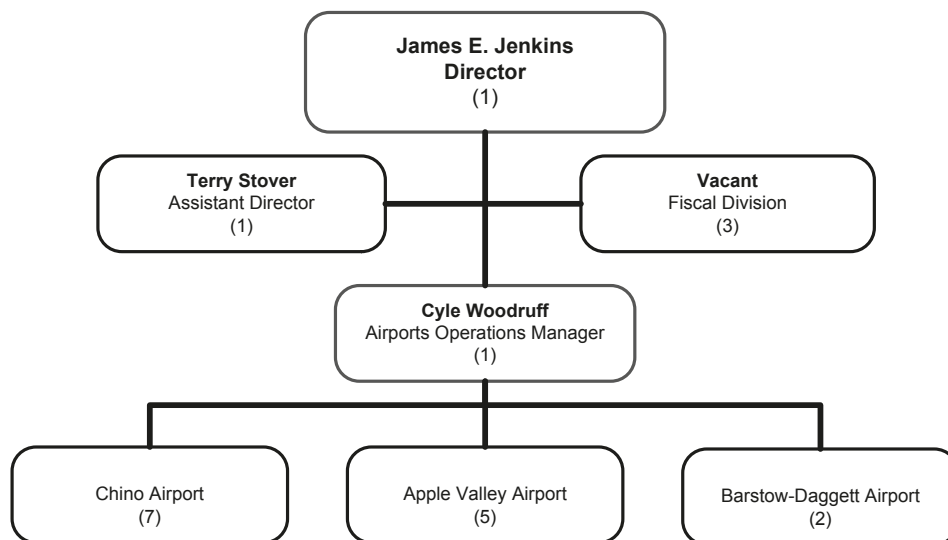 James E. Jenkins
Director
(1)
Terry Stover
Assistant Director
(1)
Vacant
Fiscal Division
(3)
Cyle Woodruff
Airports Operations Manager
(1)
Chino Airport
(7)
Apple Valley Airport
(5)
Barstow-Daggett Airport
(2)